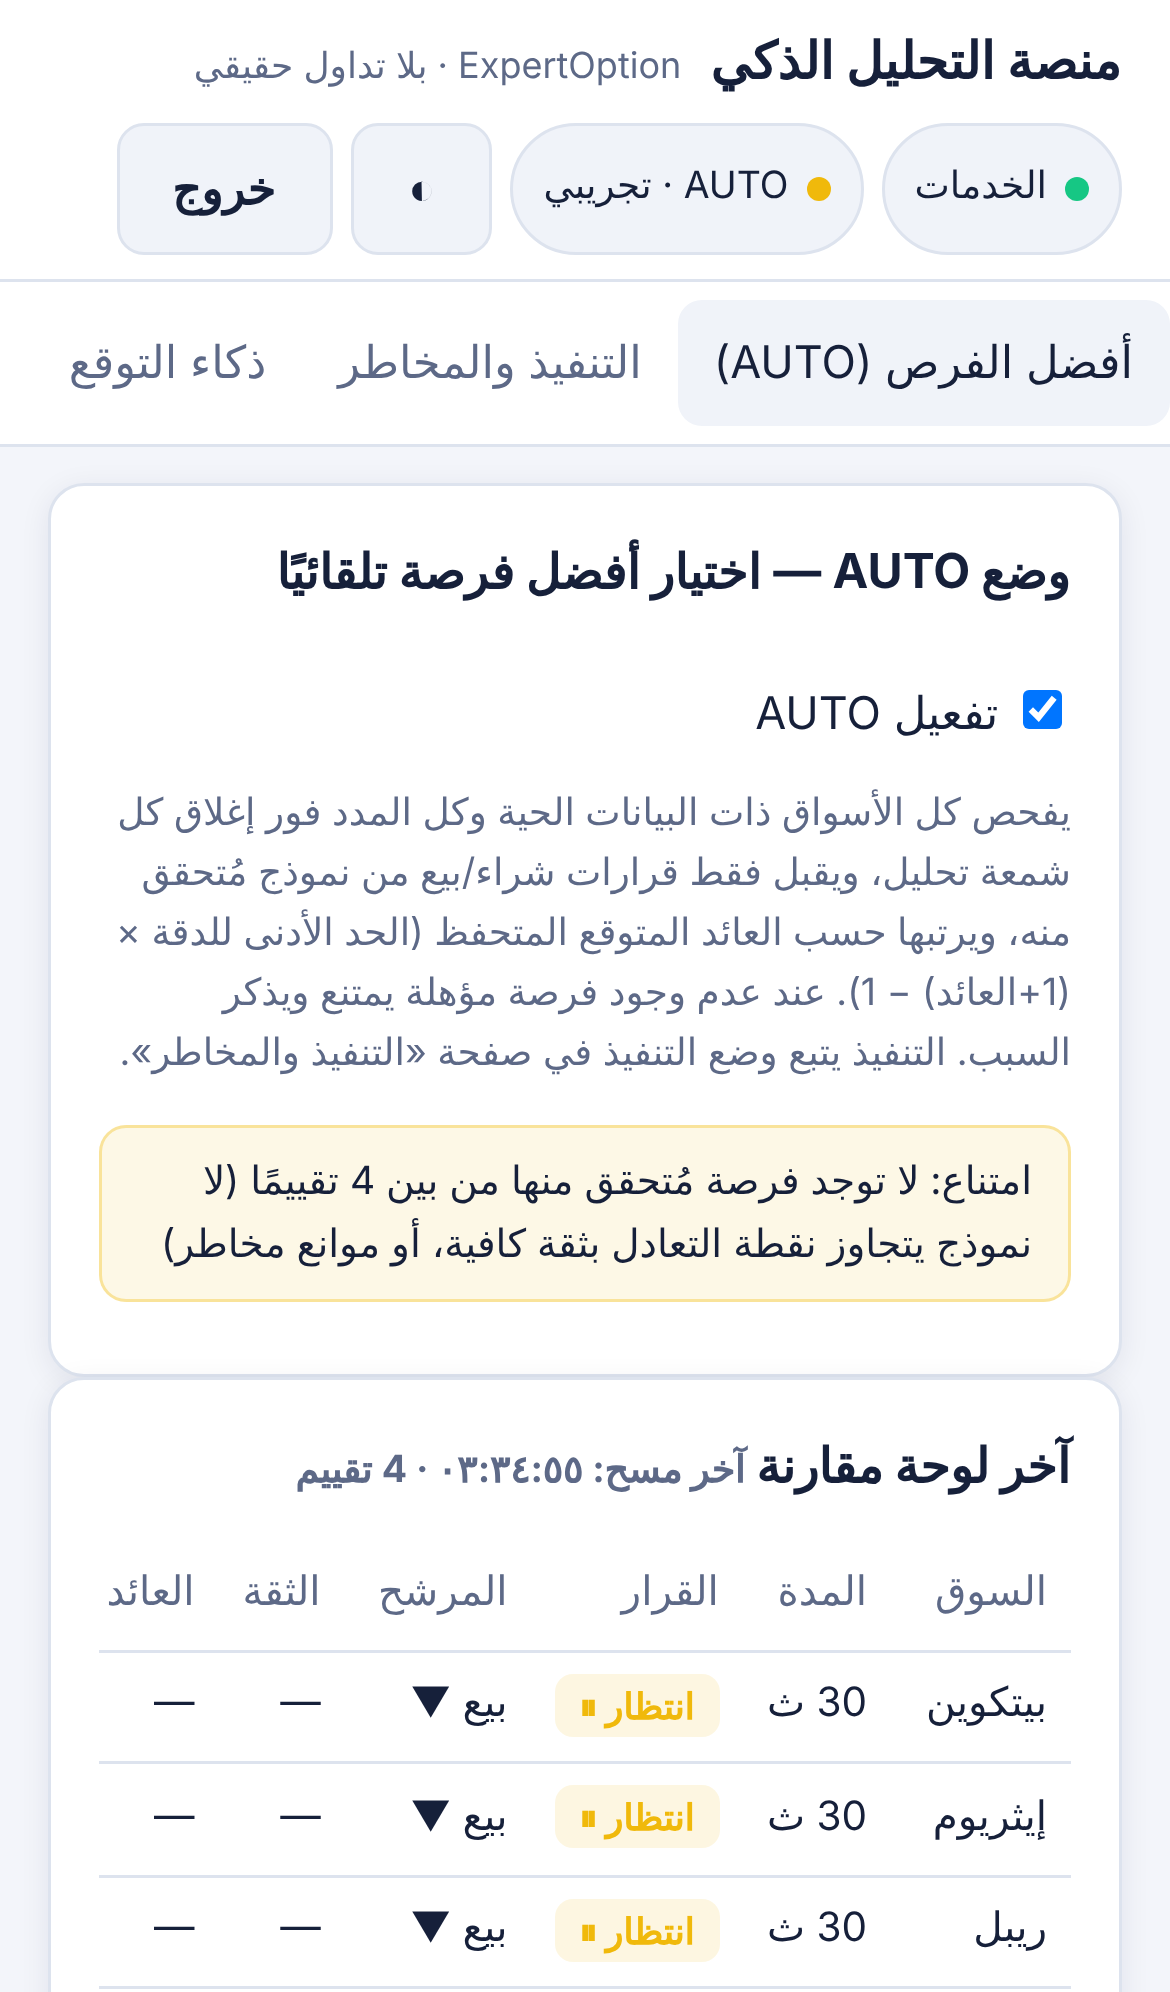 منصة التحليل الذكي ExpertOption · بلا تداول حقيقي
الخدمات
AUTO · تجريبي
خروج
أفضل الفرص (AUTO)
التنفيذ والمخاطر
ذكاء التوقع
وضع AUTO — اختيار أفضل فرصة تلقائيًا
تفعيل AUTO
يفحص كل الأسواق ذات البيانات الحية وكل المدد فور إغلاق كل
شمعة تحليل، ويقبل فقط قرارات شراء/بيع من نموذج مُتحقق
منه، ويرتبها حسب العائد المتوقع المتحفظ (الحد الأدنى للدقة ×
(1+العائد) − 1). عند عدم وجود فرصة مؤهلة يمتنع ويذكر
السبب. التنفيذ يتبع وضع التنفيذ في صفحة «التنفيذ والمخاطر».
امتناع: لا توجد فرصة مُتحقق منها من بين 4 تقييمًا (لا
نموذج يتجاوز نقطة التعادل بثقة كافية، أو موانع مخاطر)
آخر لوحة مقارنة آخر مسح: ٠٣:٣٤:٥٥ · 4 تقييم
السوق المدة القرار المرشح الثقة العائد
بيتكوين 30 ث انتظار بيع ▼ — —
إيثريوم 30 ث انتظار بيع ▼ — —
ريبل 30 ث انتظار بيع ▼ — —